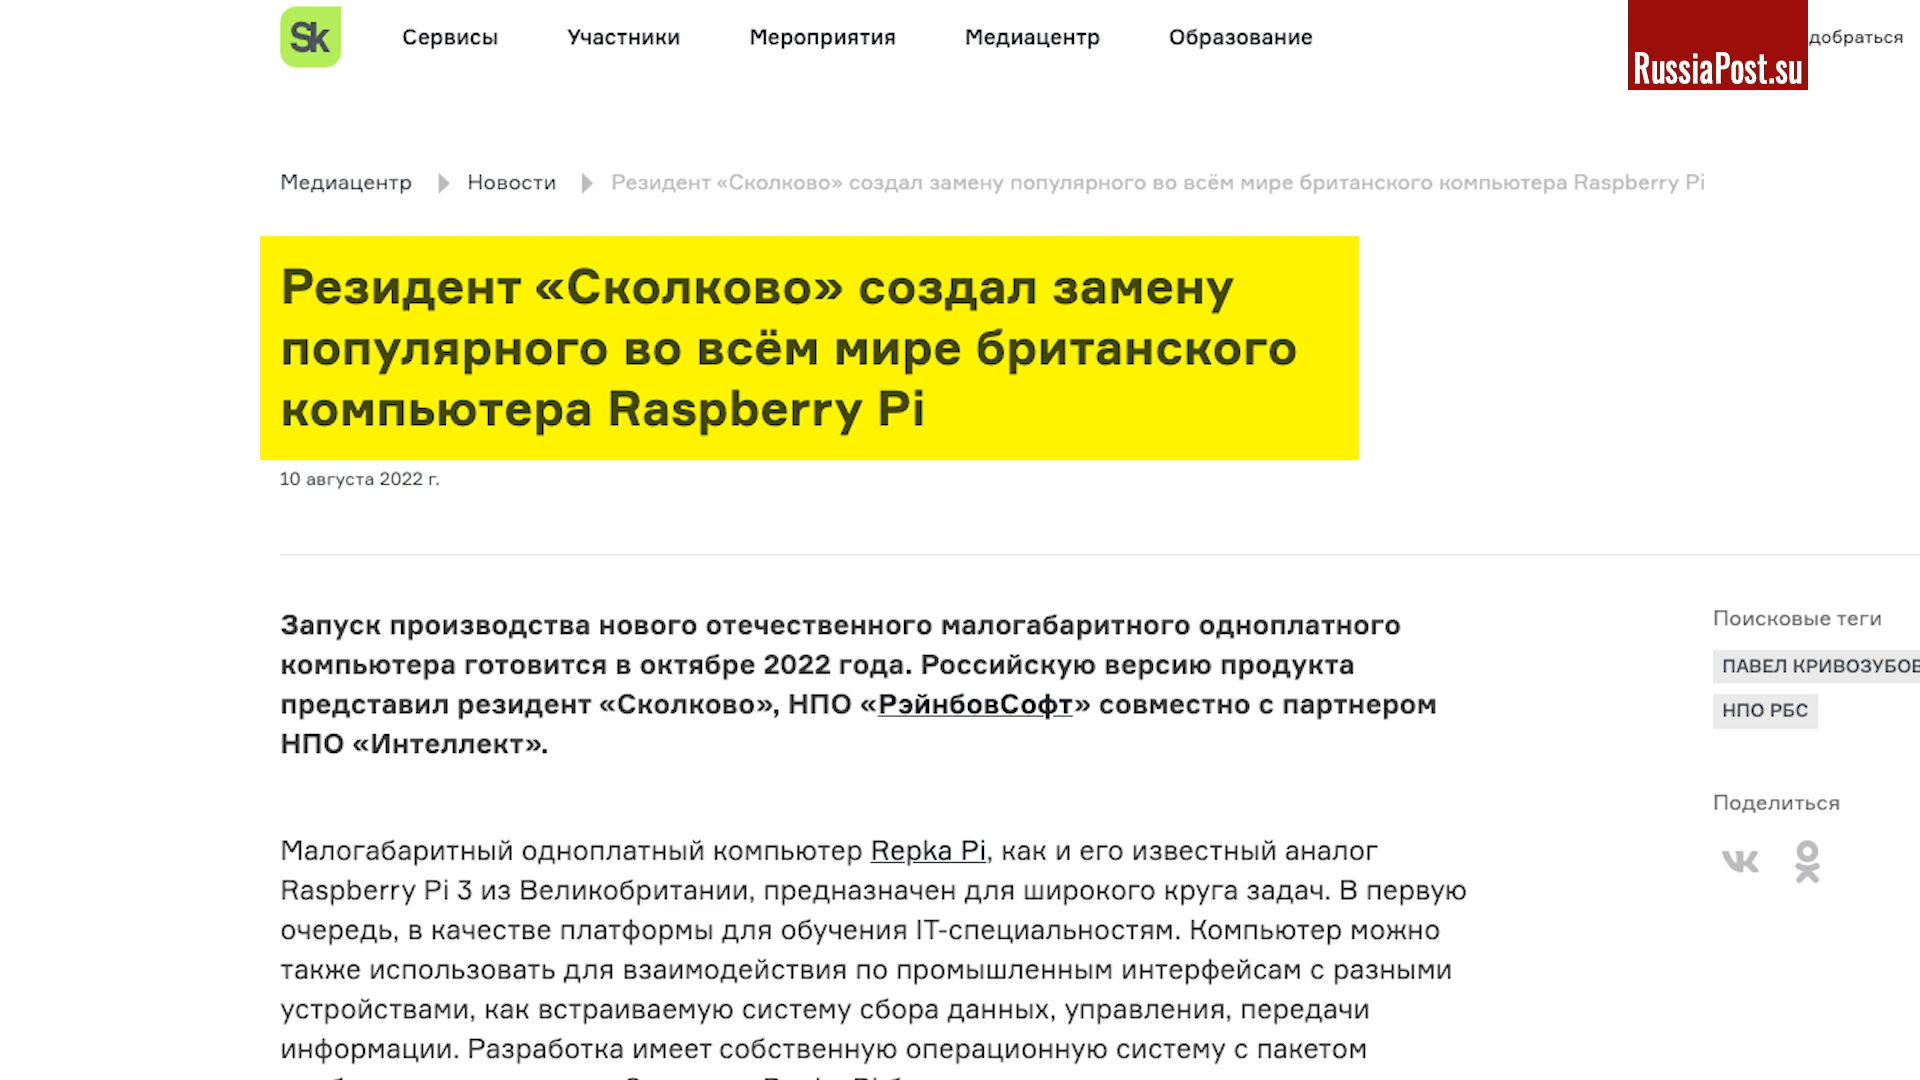 Sk
Сервисы
Участники
Мероприятия
Медиацентр
Образование
добраться
RussiaPost.su
Медиацентр
Новости
Резидент «Сколково» создал замену популярного во всём мире британского компьютера Raspberry Pi
Резидент «Сколково» создал замену
популярного во всём мире британского
компьютера Raspberry Pi
10 августа 2022 г.
Запуск производства нового отечественного малогабаритного одноплатного
компьютера готовится в октябре 2022 года. Российскую версию продукта
представил резидент «Сколково», НПО «РэйнбовСофт» совместно с партнером
НПО «Интеллект».
Поисковые теги
ПАВЕЛ КРИВОЗУБОВ
НПО РБС
Поделиться
Малогабаритный одноплатный компьютер Repka Pi, как и его известный аналог
Raspberry Pi 3 из Великобритании, предназначен для широкого круга задач. В первую
очередь, в качестве платформы для обучения IT-специальностям. Компьютер можно
также использовать для взаимодействия по промышленным интерфейсам с разными
устройствами, как встраиваемую систему сбора данных, управления, передачи
информации. Разработка имеет собственную операционную систему с пакетом